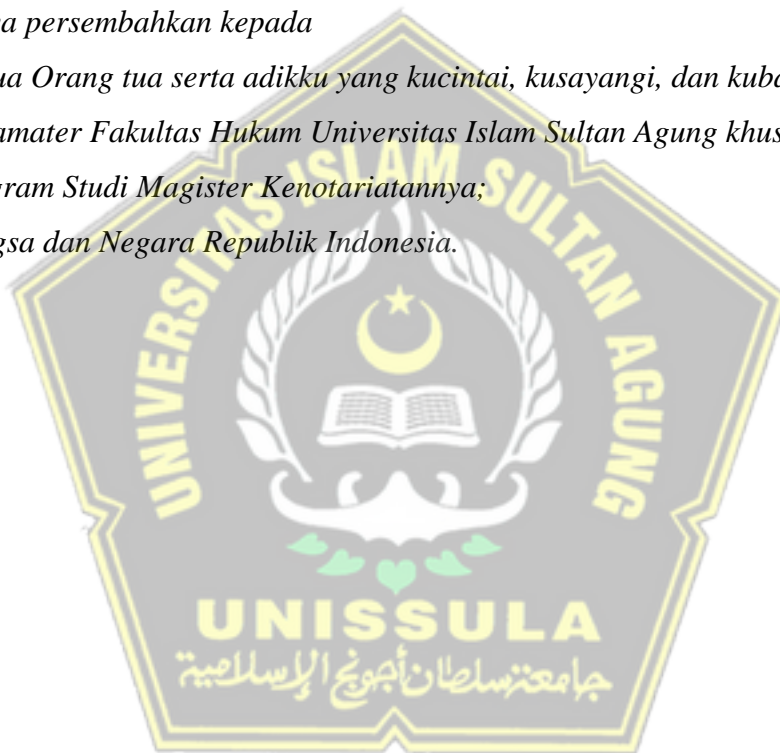 a persembahkan kepada
ua Orang tua serta adikku yang kucintai, kusayangi, dan kuba
amater Fakultas Hukum Universitas Islam Sultan Agung khus
gram Studi Magister Kenotariatannya;
gsa dan Negara Republik Indonesia.
UNIVERSITAS ISLAM SULTAN AGUNG
UNISSULA
جامعة سلطان أجونج الإسلامية